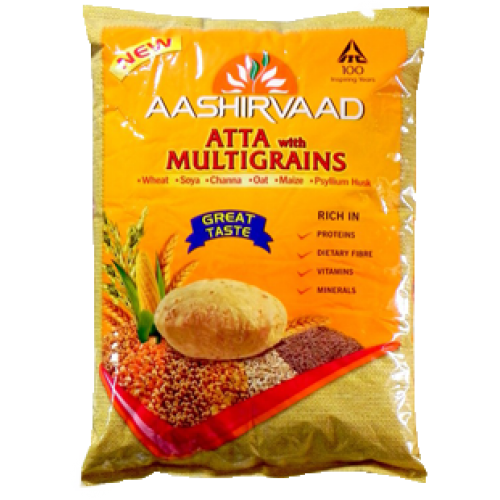 NEW
ITC
100
Inspiring Years
AASHIRVAAD
ATTA with
MULTIGRAINS
• Wheat • Soya • Channa • Oat • Maize • Psyllium Husk
GREAT
TASTE
RICH IN
✓ PROTEINS
✓ DIETARY FIBRE
✓ VITAMINS
✓ MINERALS